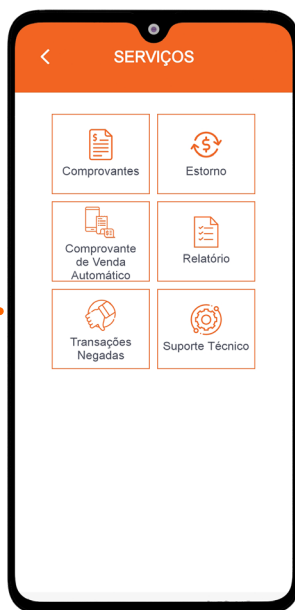 SERVIÇOS
Comprovantes
Estorno
Comprovante
de Venda
Automático
Relatório
Transações
Negadas
Suporte Técnico